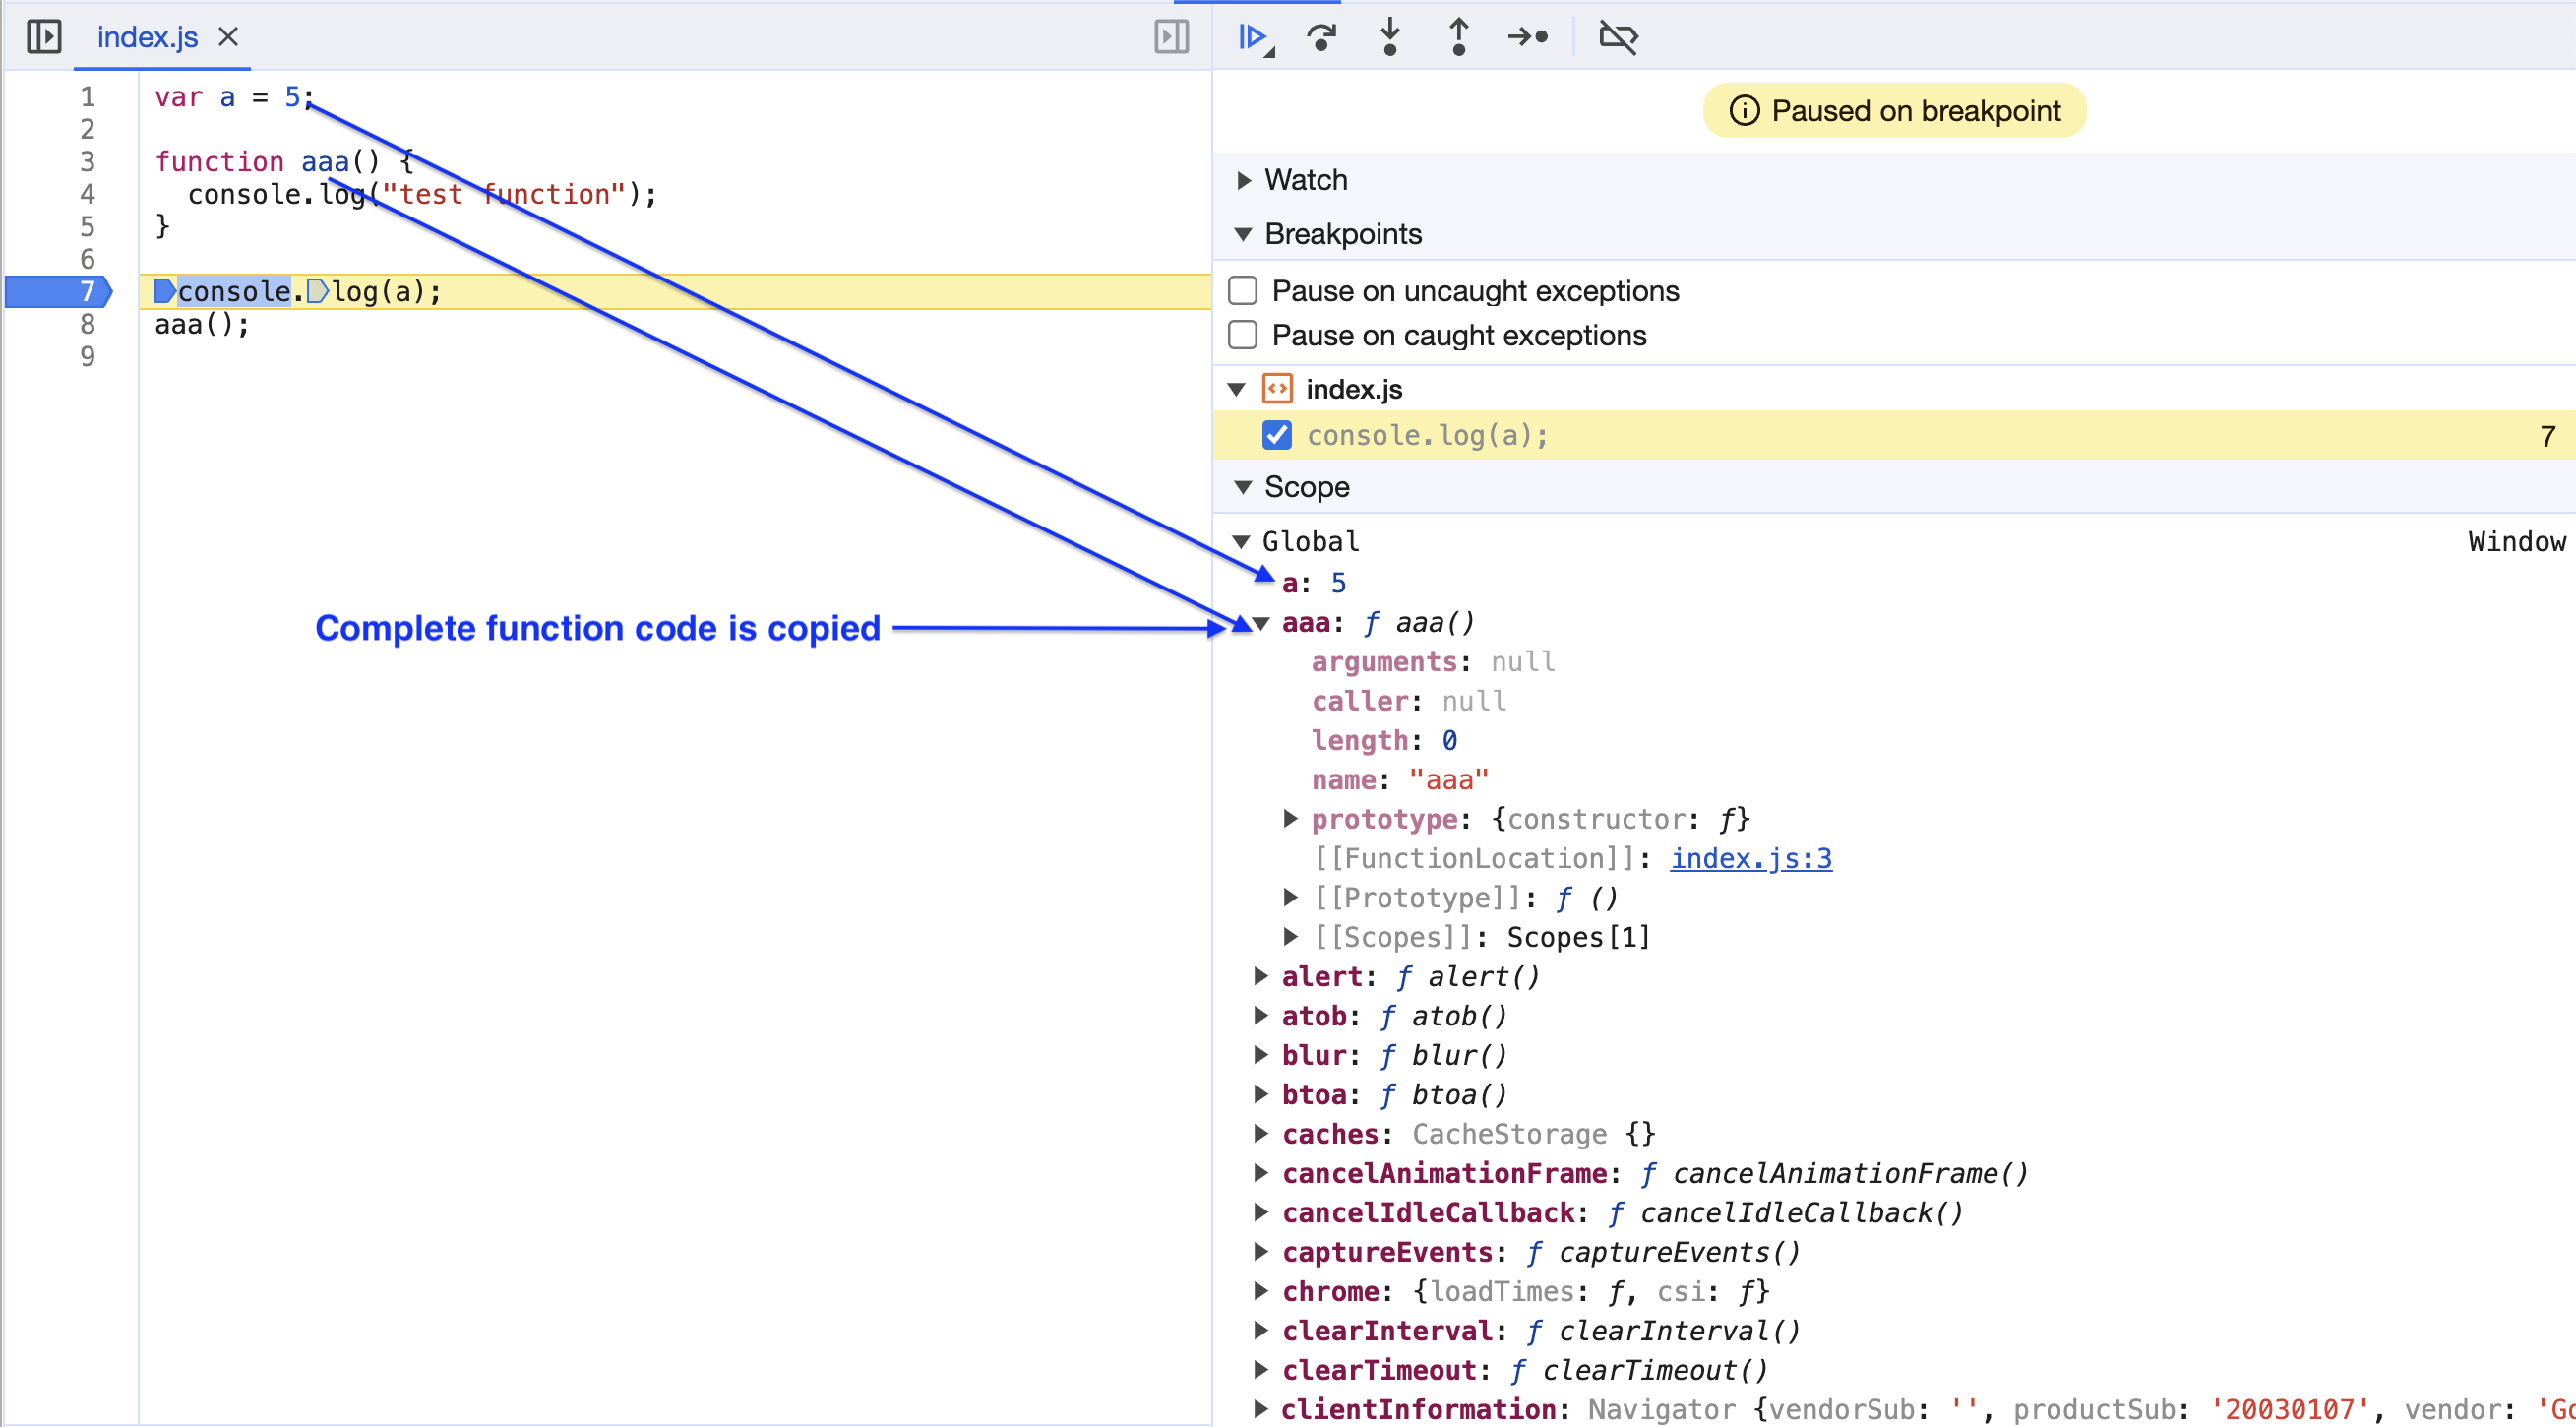 index.js
1 var a = 5;
2
3 function aaa() {
4 console.log("test function");
5 }
6
7 console.log(a);
8 aaa();
9
Complete function code is copied
Paused on breakpoint
Watch
Breakpoints
Pause on uncaught exceptions
Pause on caught exceptions
index.js
console.log(a); 7
Scope
Global Window
a: 5
aaa: ƒ aaa()
arguments: null
caller: null
length: 0
name: "aaa"
prototype: {constructor: ƒ}
[[FunctionLocation]]: index.js:3
[[Prototype]]: ƒ ()
[[Scopes]]: Scopes[1]
alert: ƒ alert()
atob: ƒ atob()
blur: ƒ blur()
btoa: ƒ btoa()
caches: CacheStorage {}
cancelAnimationFrame: ƒ cancelAnimationFrame()
cancelIdleCallback: ƒ cancelIdleCallback()
captureEvents: ƒ captureEvents()
chrome: {loadTimes: ƒ, csi: ƒ}
clearInterval: ƒ clearInterval()
clearTimeout: ƒ clearTimeout()
clientInformation: Navigator {vendorSub: '', productSub: '20030107', vendor: